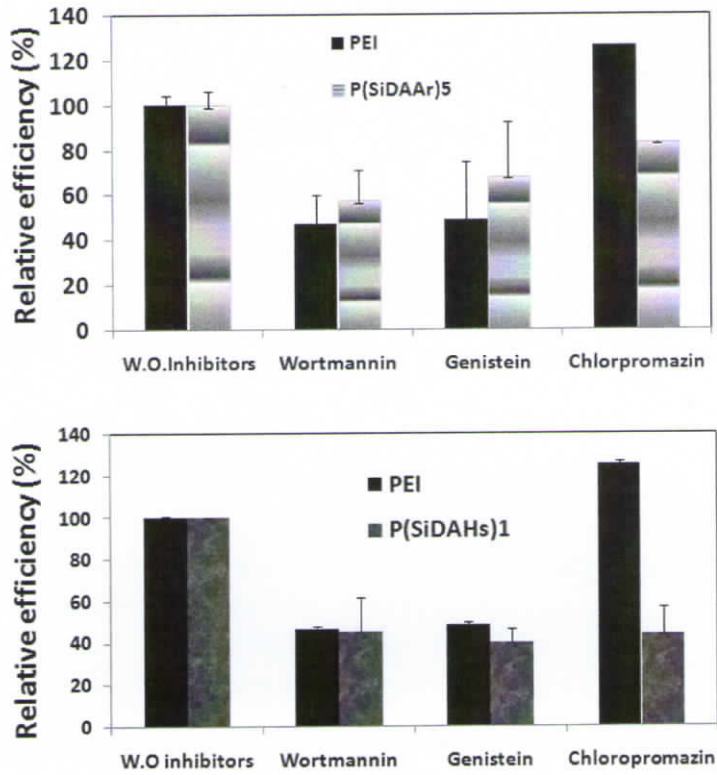 140
120
100
80
60
40
20
0
Relative efficiency (%)
PEI
P(SiDAAr)5
W.O.Inhibitors Wortmannin Genistein Chlorpromazin
140
120
100
80
60
40
20
0
Relative efficiency (%)
PEI
P(SiDAHs)1
W.O inhibitors Wortmannin Genistein Chloropromazin